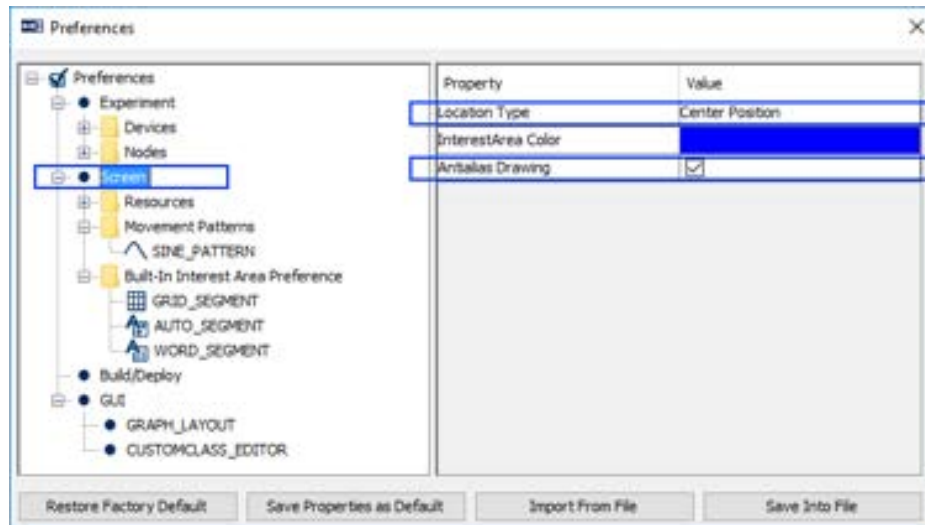 Preferences
Preferences
Experiment
Devices
Nodes
Screen
Resources
Movement Patterns
SINE_PATTERN
Built-In Interest Area Preference
GRID_SEGMENT
AUTO_SEGMENT
WORD_SEGMENT
Build/Deploy
GUI
GRAPH_LAYOUT
CUSTOMCLASS_EDITOR
Property Value
Location Type Center Position
InterestArea Color
Antialias Drawing
Restore Factory Default Save Properties as Default Import From File Save Into File